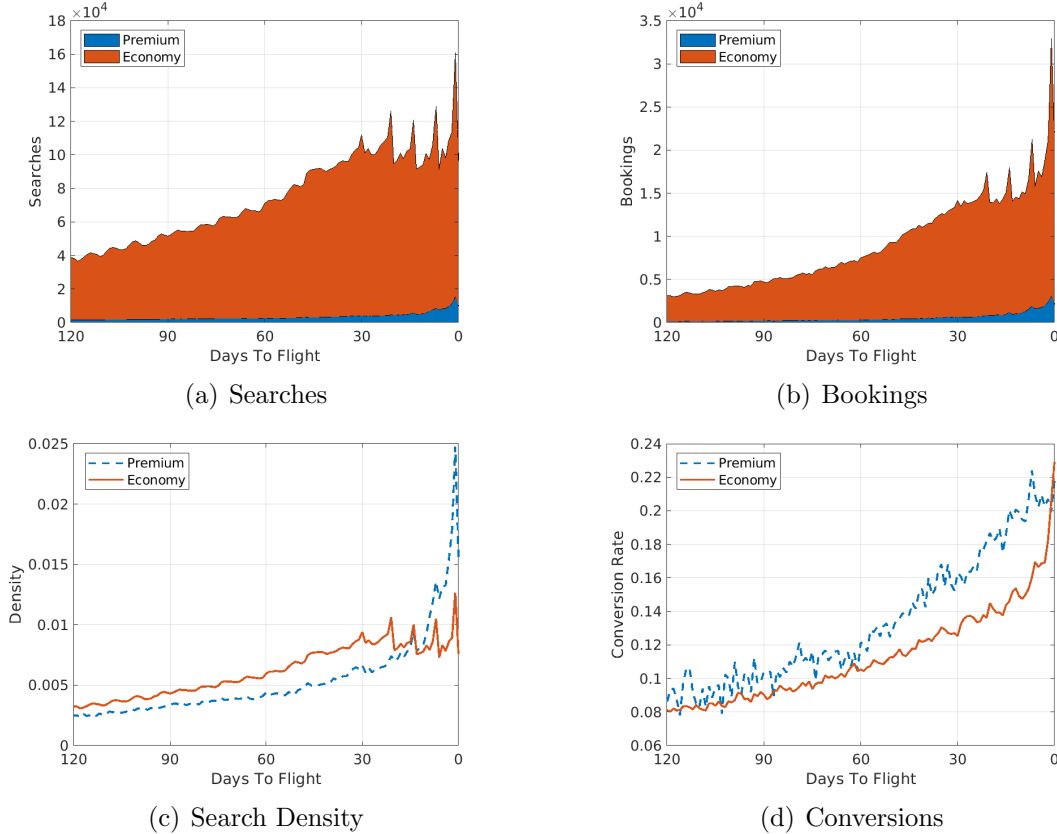 ×10⁴
18
16
14
12
10
8
6
4
2
0
Searches
Premium
Economy
120 90 60 30 0
Days To Flight
(a) Searches
×10⁴
3.5
3
2.5
2
1.5
1
0.5
0
Bookings
Premium
Economy
120 90 60 30 0
Days To Flight
(b) Bookings
0.025
0.02
0.015
0.01
0.005
0
Density
Premium
Economy
120 90 60 30 0
Days To Flight
(c) Search Density
0.24
0.22
0.2
0.18
0.16
0.14
0.12
0.1
0.08
0.06
Conversion Rate
Premium
Economy
120 90 60 30 0
Days To Flight
(d) Conversions